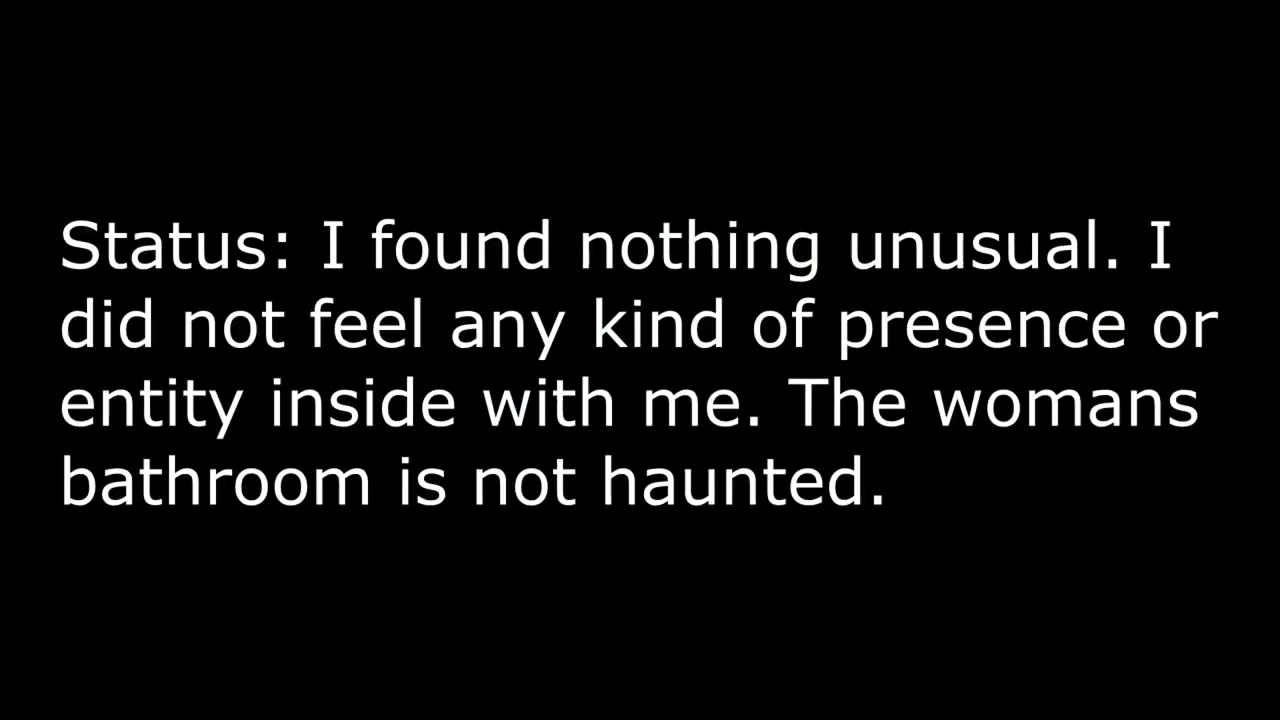 Status: I found nothing unusual. I
did not feel any kind of presence or
entity inside with me. The womans
bathroom is not haunted.